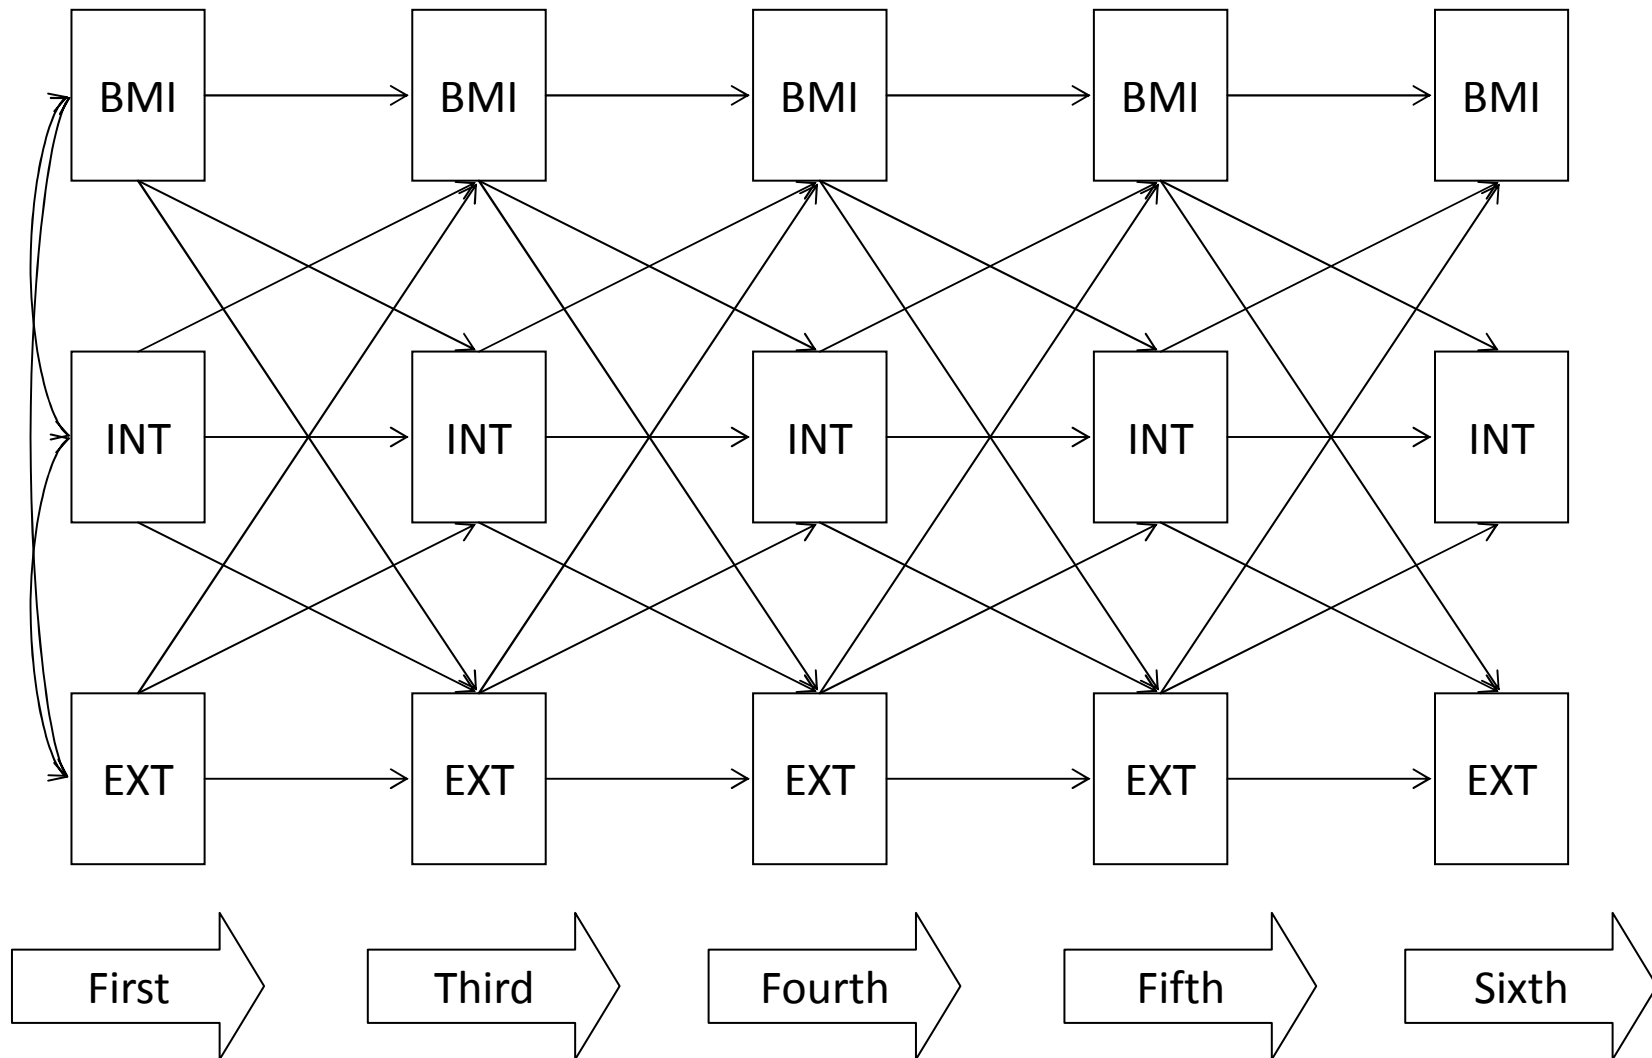 BMI BMI BMI BMI BMI
INT INT INT INT INT
EXT EXT EXT EXT EXT
First Third Fourth Fifth Sixth